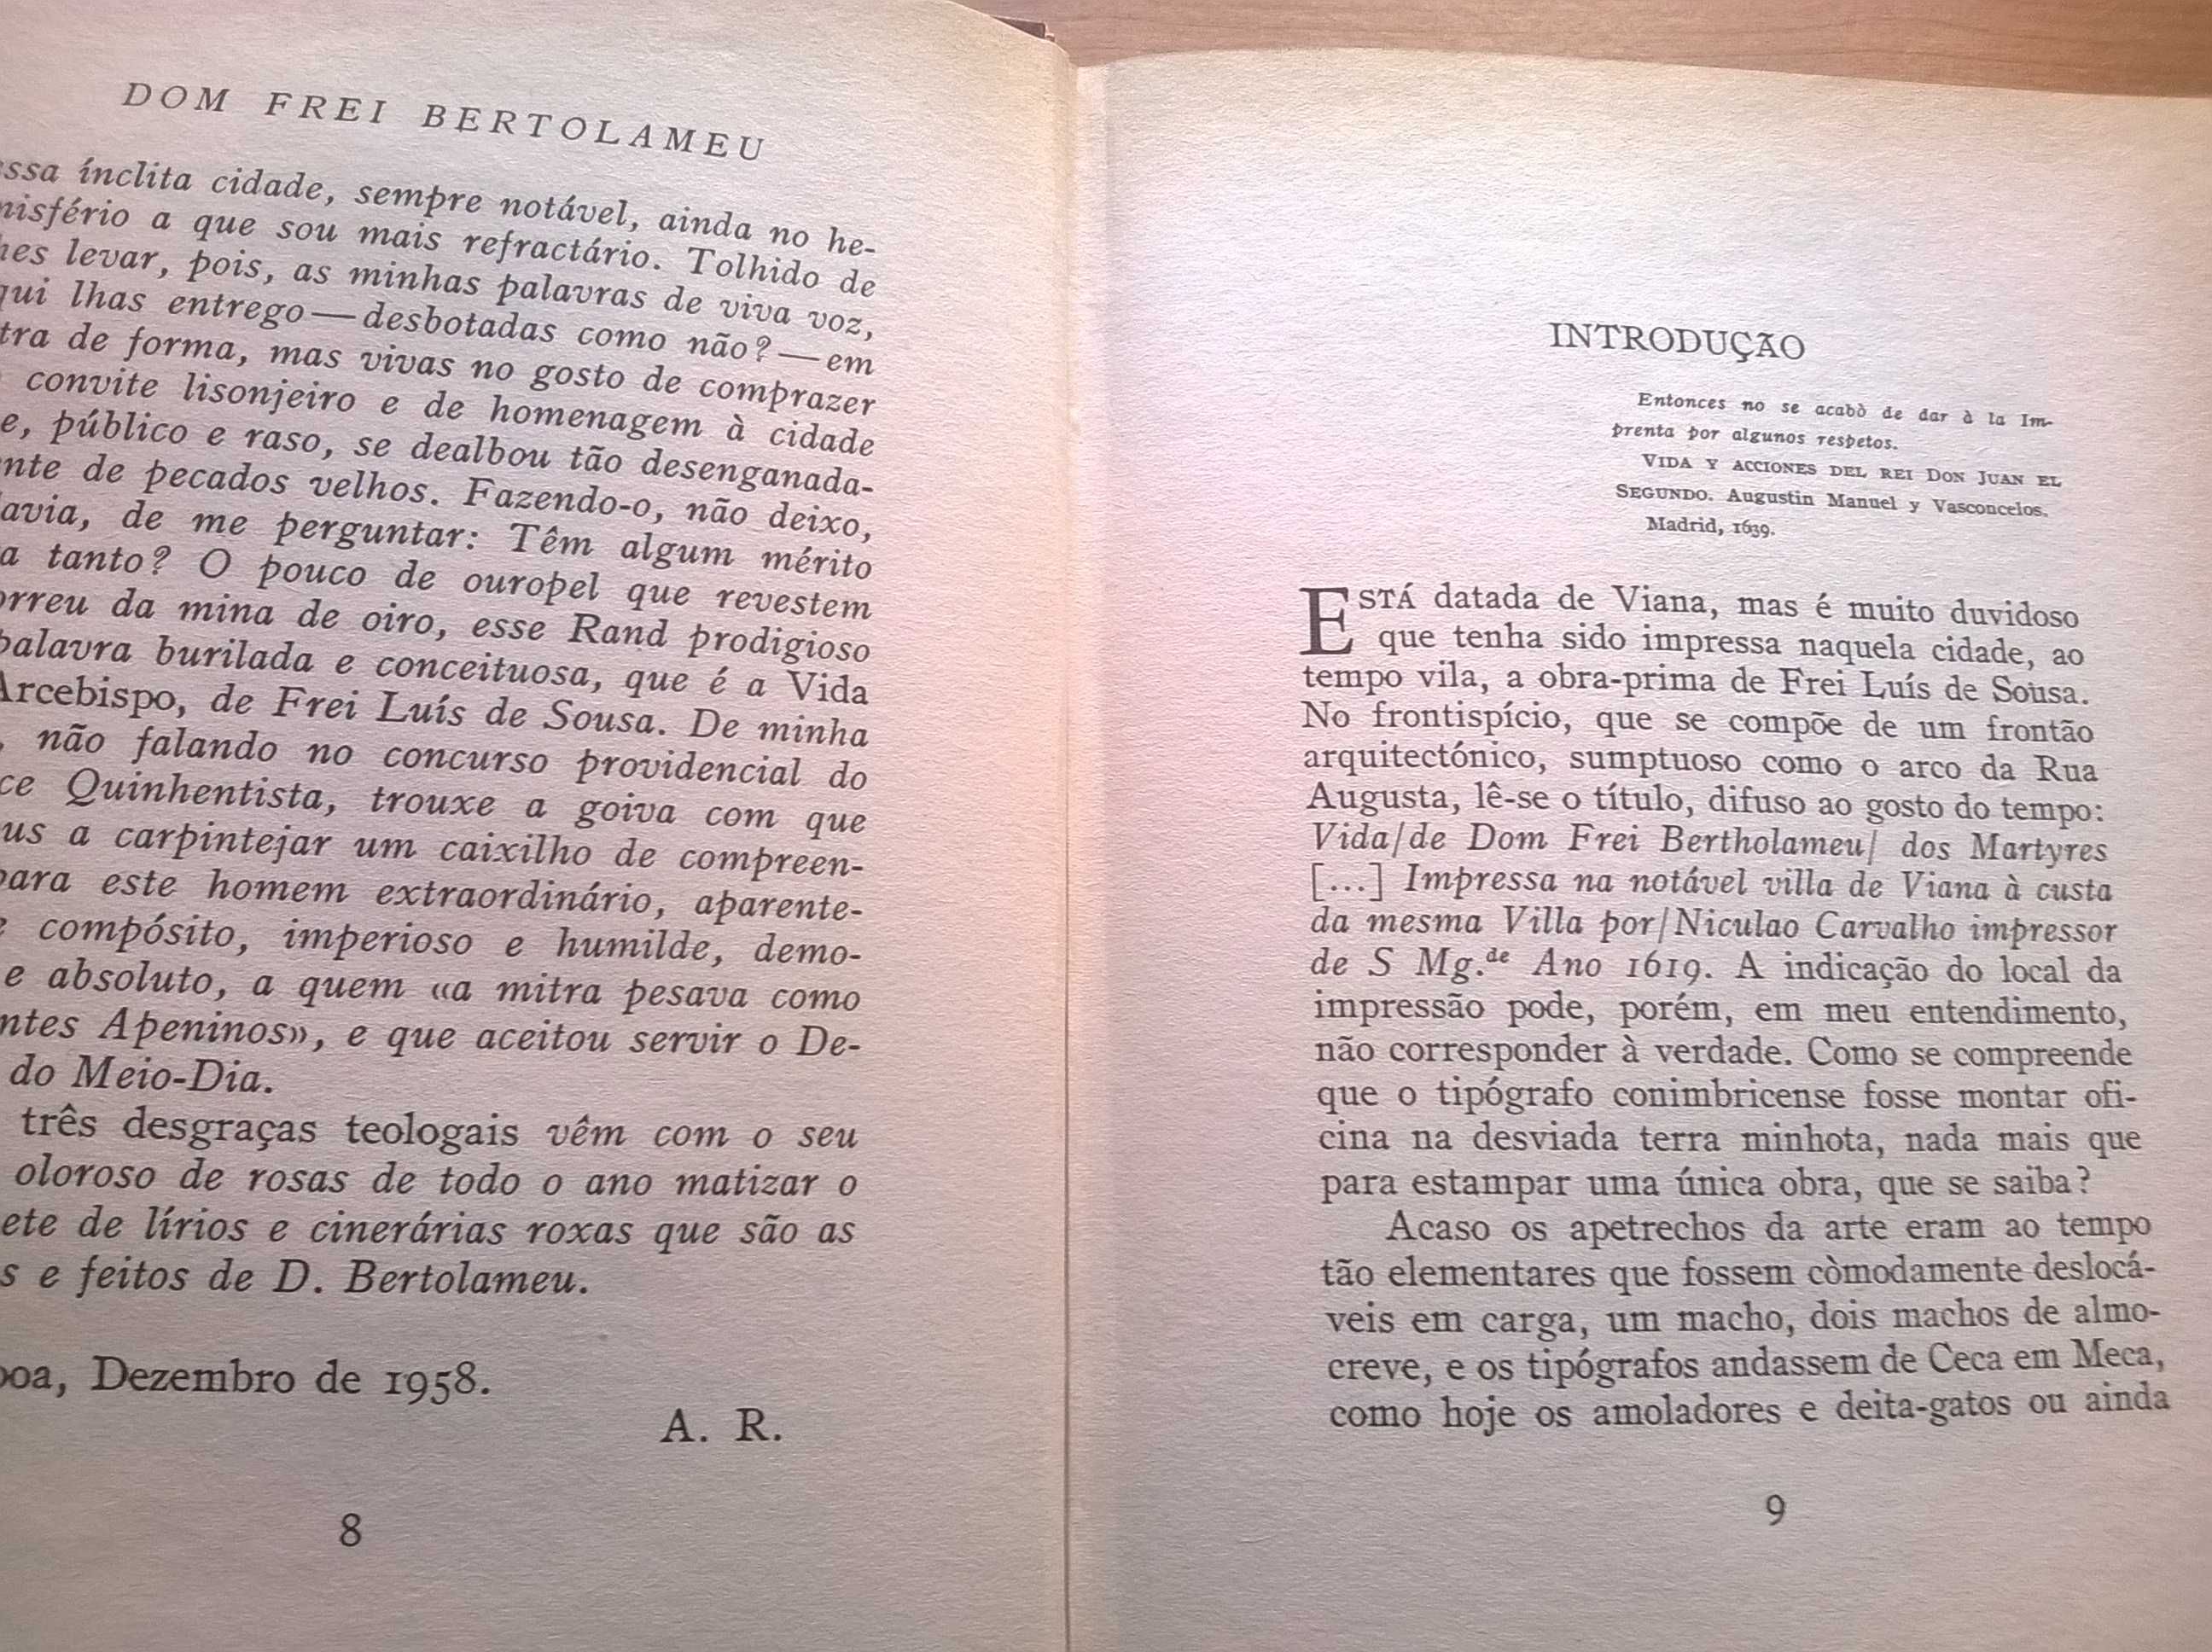 DOM FREI BERTOLAMEU
ínclita cidade, sempre notável, ainda no he-
a que sou mais refractário. Tolhido de
levar, pois, as minhas palavras de viva voz,
lhas entrego—desbotadas como não?—em
de forma, mas vivas no gosto de comprazer
convite lisonjeiro e de homenagem à cidade
público e raso, se dealbou tão desenganada-
de pecados velhos. Fazendo-o, não deixo,
de me perguntar: Têm algum mérito
tanto? O pouco de ouropel que revestem
da mina de oiro, esse Rand prodigioso
palavra burilada e conceituosa, que é a Vida
Arcebispo, de Frei Luís de Sousa. De minha
não falando no concurso providencial do
Quinhentista, trouxe a goiva com que
a carpintejar um caixilho de compreen-
para este homem extraordinário, aparente-
compósito, imperioso e humilde, demo-
e absoluto, a quem «a mitra pesava como
Apeninos», e que aceitou servir o De-
do Meio-Dia.
três desgraças teologais vêm com o seu
oloroso de rosas de todo o ano matizar o
de lírios e cinerárias roxas que são as
e feitos de D. Bertolameu.
Dezembro de 1958.
A. R.
8
INTRODUÇÃO
Entonces no se acabò de dar à la Im-
prenta por algunos respetos.
VIDA Y ACCIONES DEL REI DON JUAN EL
SEGUNDO. Augustin Manuel y Vasconcelos.
Madrid, 1639.
ESTÁ datada de Viana, mas é muito duvidoso
que tenha sido impressa naquela cidade, ao
tempo vila, a obra-prima de Frei Luís de Sousa.
No frontispício, que se compõe de um frontão
arquitectónico, sumptuoso como o arco da Rua
Augusta, lê-se o título, difuso ao gosto do tempo:
Vida/de Dom Frei Bertholameu/ dos Martyres
[...] Impressa na notável villa de Viana à custa
da mesma Villa por/Niculao Carvalho impressor
de S Mg.de Ano 1619. A indicação do local da
impressão pode, porém, em meu entendimento,
não corresponder à verdade. Como se compreende
que o tipógrafo conimbricense fosse montar ofi-
cina na desviada terra minhota, nada mais que
para estampar uma única obra, que se saiba?
Acaso os apetrechos da arte eram ao tempo
tão elementares que fossem còmodamente deslocá-
veis em carga, um macho, dois machos de almo-
creve, e os tipógrafos andassem de Ceca em Meca,
como hoje os amoladores e deita-gatos ou ainda
9